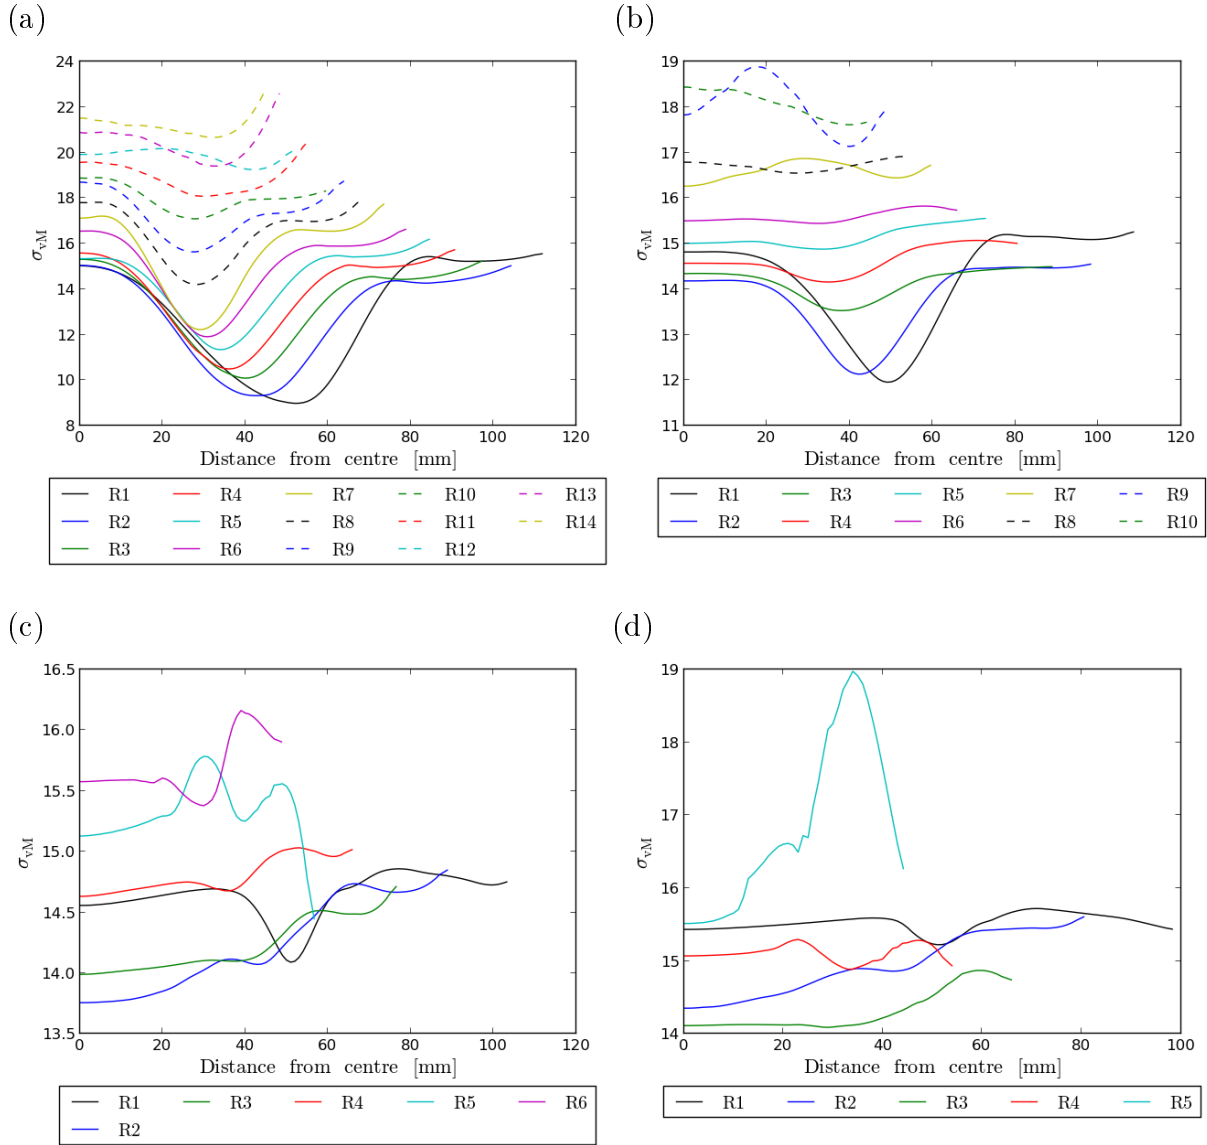 (a)
24
22
20
18
16
14
12
10
8
σvM
0 20 40 60 80 100 120
Distance from centre [mm]
R1 R4 R7 R10 R13
R2 R5 R8 R11 R14
R3 R6 R9 R12
(b)
19
18
17
16
15
14
13
12
11
σvM
0 20 40 60 80 100 120
Distance from centre [mm]
R1 R3 R5 R7 R9
R2 R4 R6 R8 R10
(c)
16.5
16.0
15.5
15.0
14.5
14.0
13.5
σvM
0 20 40 60 80 100 120
Distance from centre [mm]
R1 R3 R4 R5 R6
R2
(d)
19
18
17
16
15
14
σvM
0 20 40 60 80 100
Distance from centre [mm]
R1 R2 R3 R4 R5